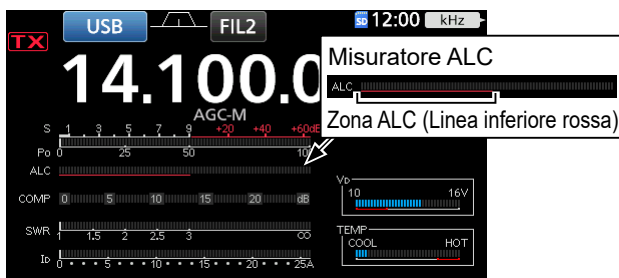 USB FIL2 SD 12:00 kHz
TX
14.100.0
AGC-M
Misuratore ALC
ALC
Zona ALC (Linea inferiore rossa)
S 1 3 5 7 9 +20 +40 +60dB
Po 0 25 50 10
ALC
COMP 0 5 10 15 20 dB
SWR 1 1.5 2 2.5 3 ∞
ID 0 5 10 15 20 25A
VD
10 16V
TEMP
COOL HOT